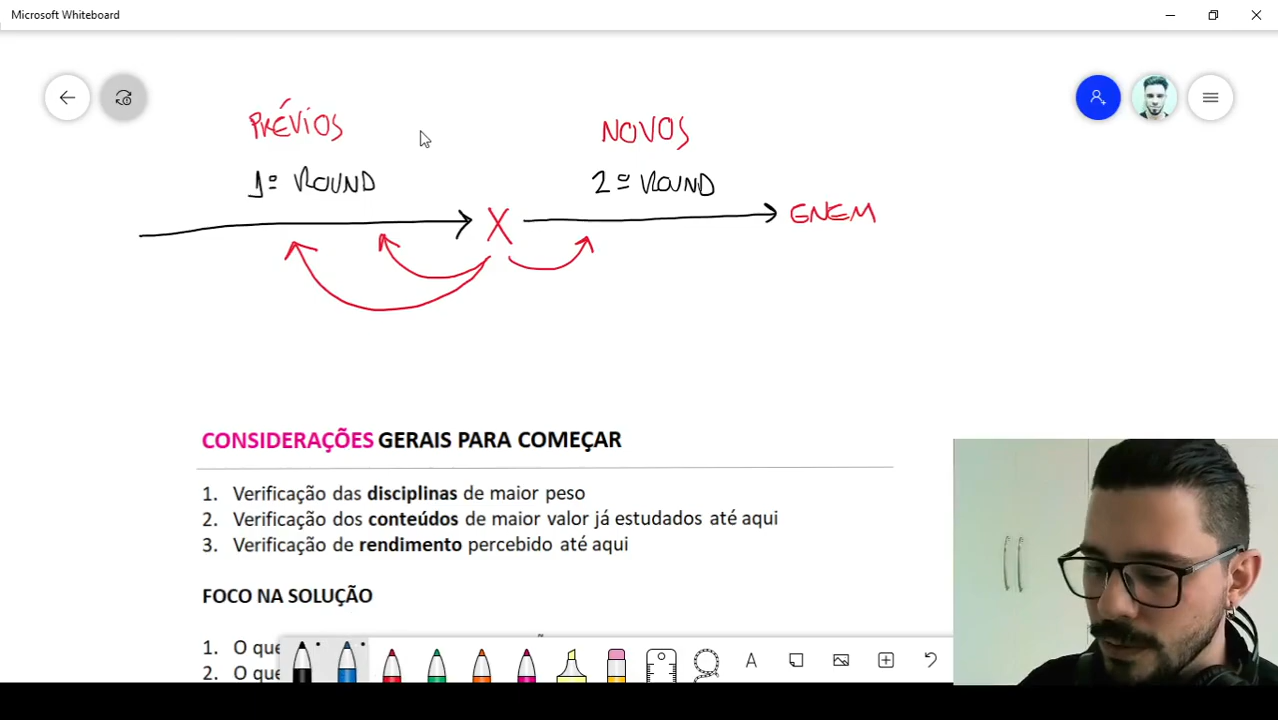 Microsoft Whiteboard
PRÉVIOS
NOVOS
1º ROUND
2º ROUND
X
ENEM
CONSIDERAÇÕES GERAIS PARA COMEÇAR
1. Verificação das disciplinas de maior peso
2. Verificação dos conteúdos de maior valor já estudados até aqui
3. Verificação de rendimento percebido até aqui
FOCO NA SOLUÇÃO
1. O que
2. O que
A